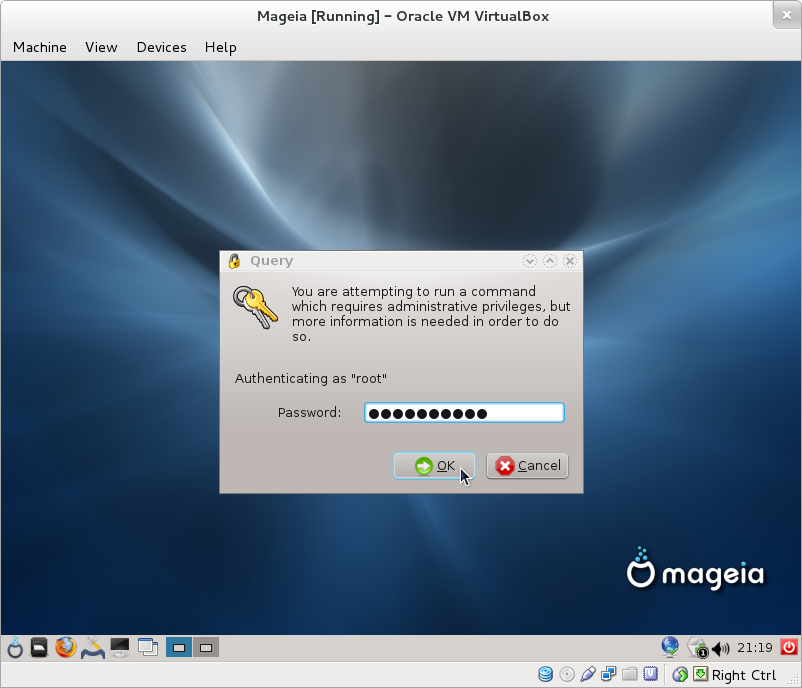 Mageia [Running] – Oracle VM VirtualBox
Machine View Devices Help
Query
You are attempting to run a command
which requires administrative privileges, but
more information is needed in order to do
so.
Authenticating as "root"
Password:
OK Cancel
mageia
1
21:19
Right Ctrl